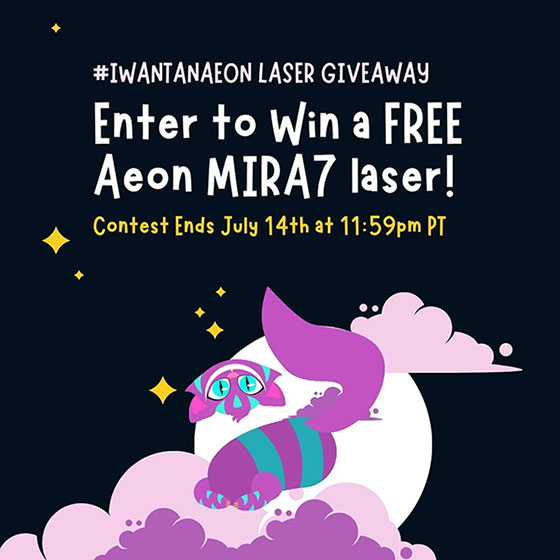 #IWANTANAEON LASER GIVEAWAY
Enter to Win a FREE
Aeon MIRA7 laser!
Contest Ends July 14th at 11:59pm PT